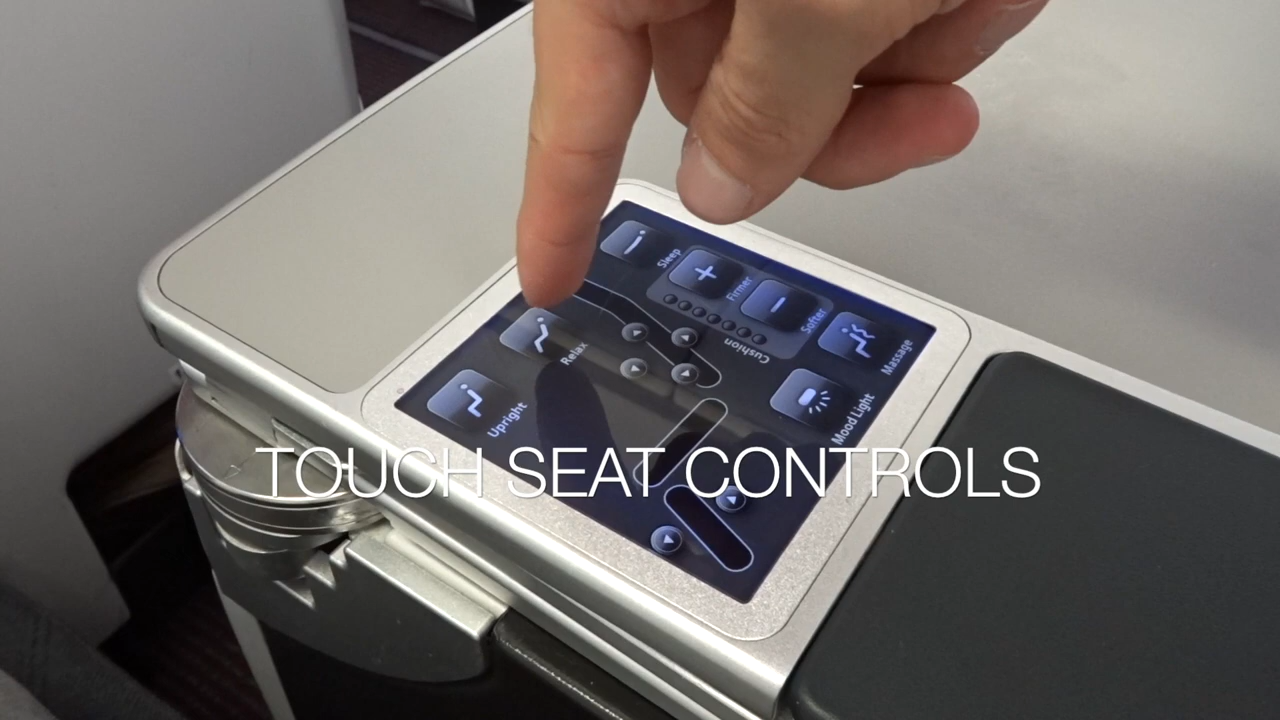 Sleep
Firmer
Softer
Cushion
Massage
Relax
Upright
Mood Light
TOUCH SEAT CONTROLS